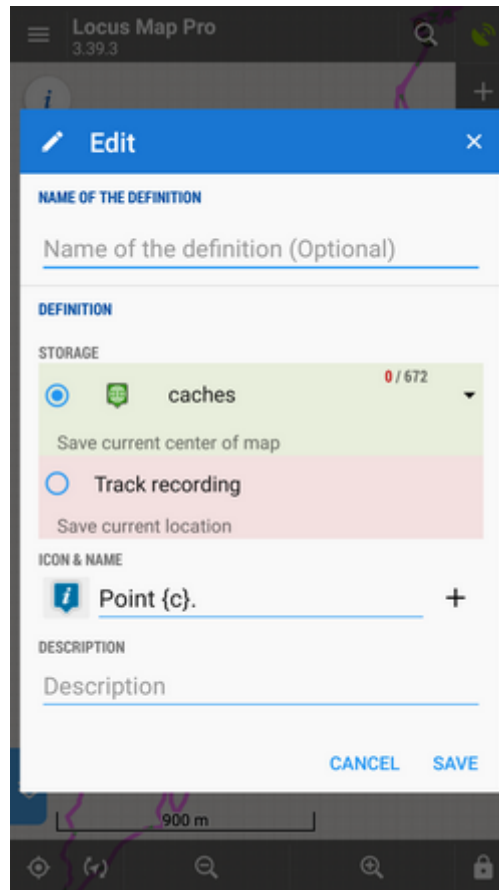 Locus Map Pro
3.39.3
i
Edit
NAME OF THE DEFINITION
Name of the definition (Optional)
DEFINITION
STORAGE
0 / 672
caches
Save current center of map
Track recording
Save current location
ICON & NAME
i Point {c}.
DESCRIPTION
Description
CANCEL SAVE
900 m